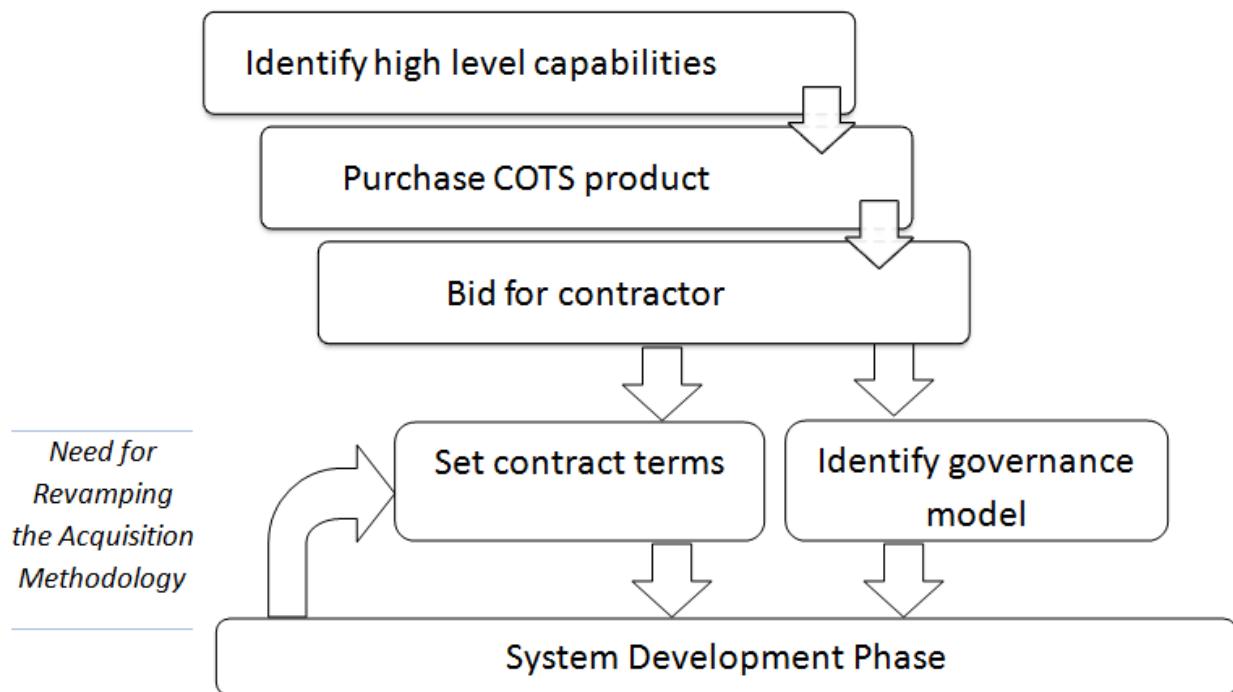 Identify high level capabilities
Purchase COTS product
Bid for contractor
Set contract terms
Identify governance
model
Need for
Revamping
the Acquisition
Methodology
System Development Phase